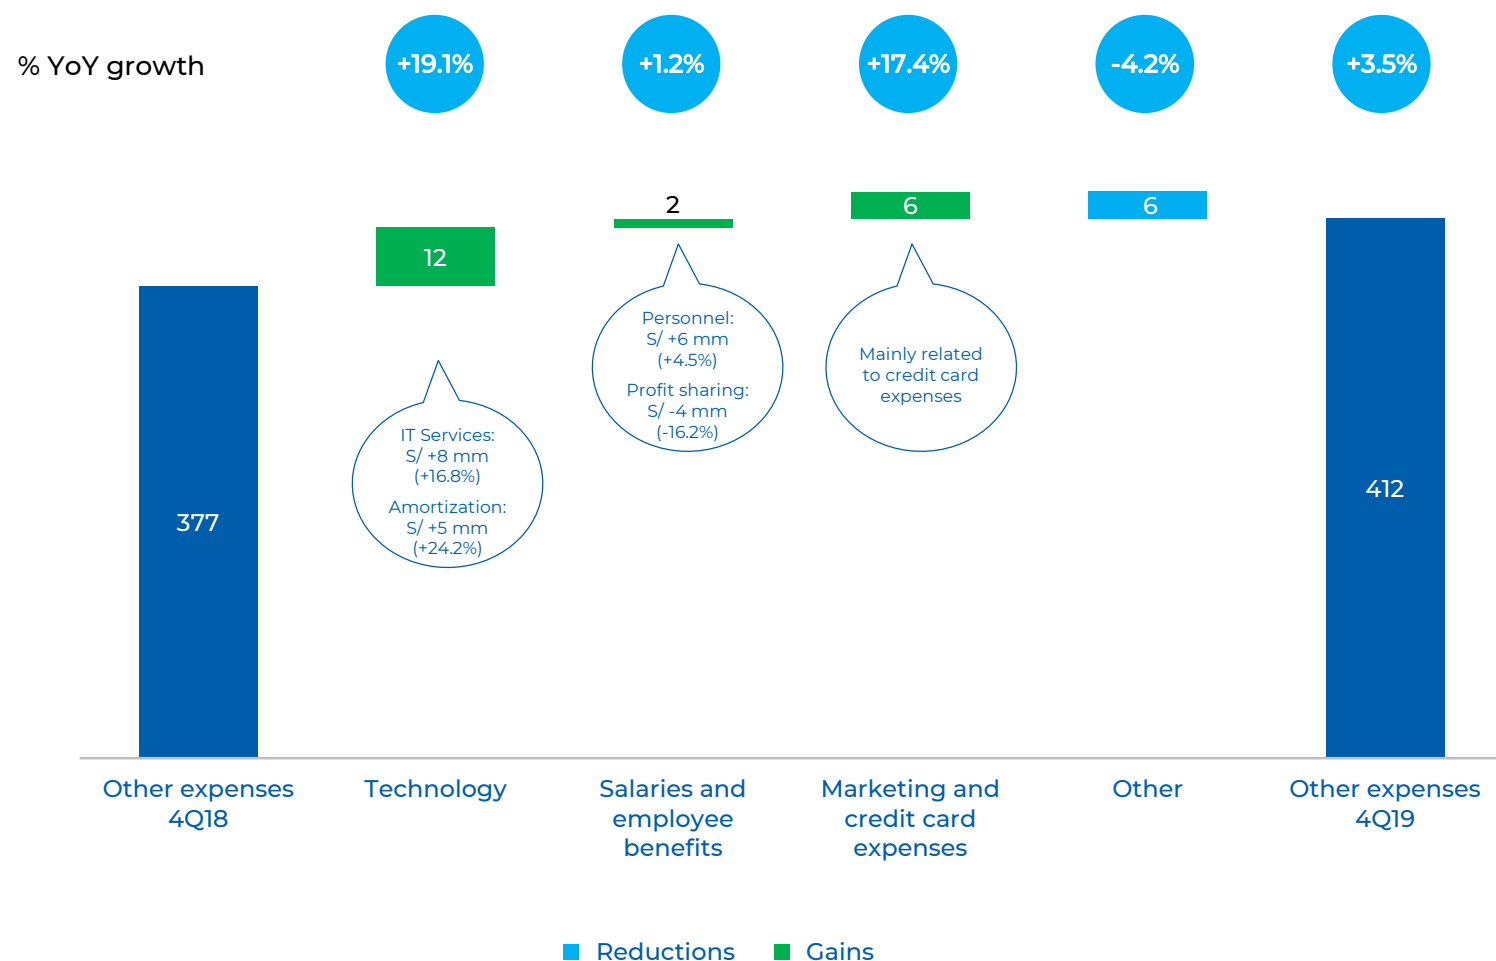 % YoY growth
+19.1%
+1.2%
+17.4%
-4.2%
+3.5%
377
12
2
6
6
412
IT Services:
S/ +8 mm
(+16.8%)
Amortization:
S/ +5 mm
(+24.2%)
Personnel:
S/ +6 mm
(+4.5%)
Profit sharing:
S/ -4 mm
(-16.2%)
Mainly related
to credit card
expenses
Other expenses
4Q18
Technology
Salaries and
employee
benefits
Marketing and
credit card
expenses
Other
Other expenses
4Q19
Reductions
Gains